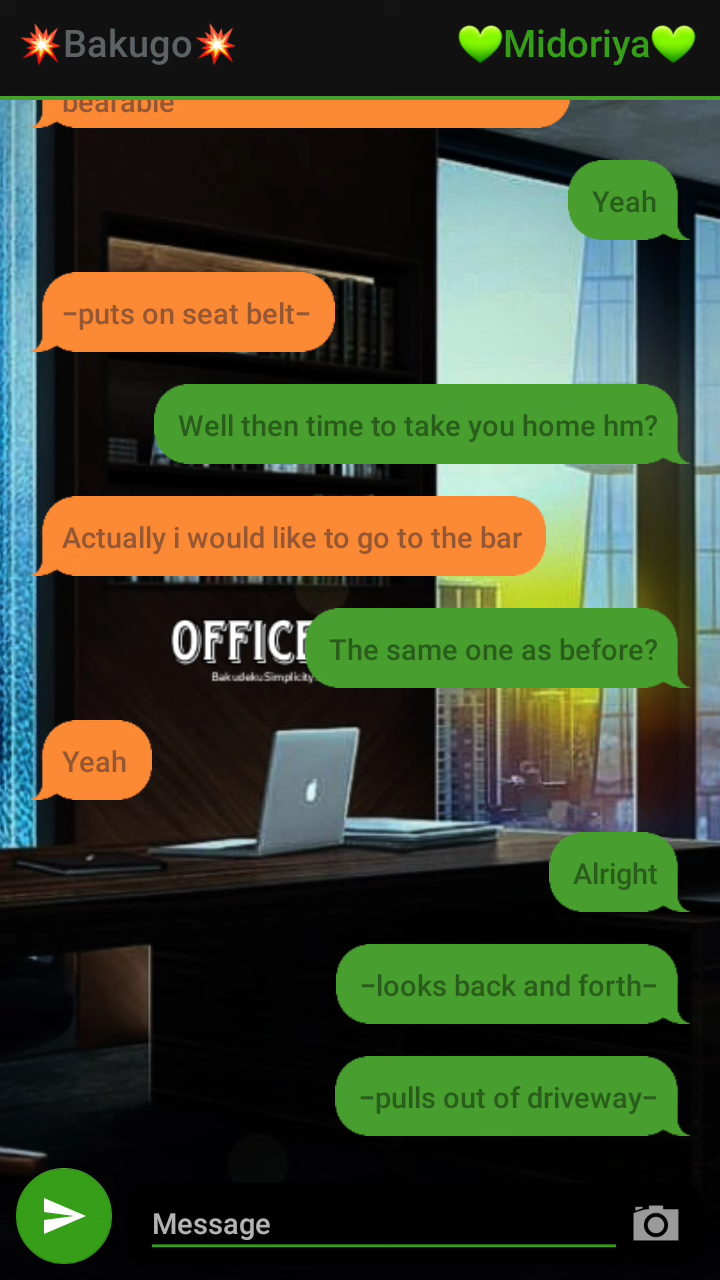 💥Bakugo💥
💚Midoriya💚
bearable
Yeah
–puts on seat belt–
Well then time to take you home hm?
Actually i would like to go to the bar
The same one as before?
OFFICE
BakudekuSimplicity
Yeah
Alright
–looks back and forth–
–pulls out of driveway–
Message